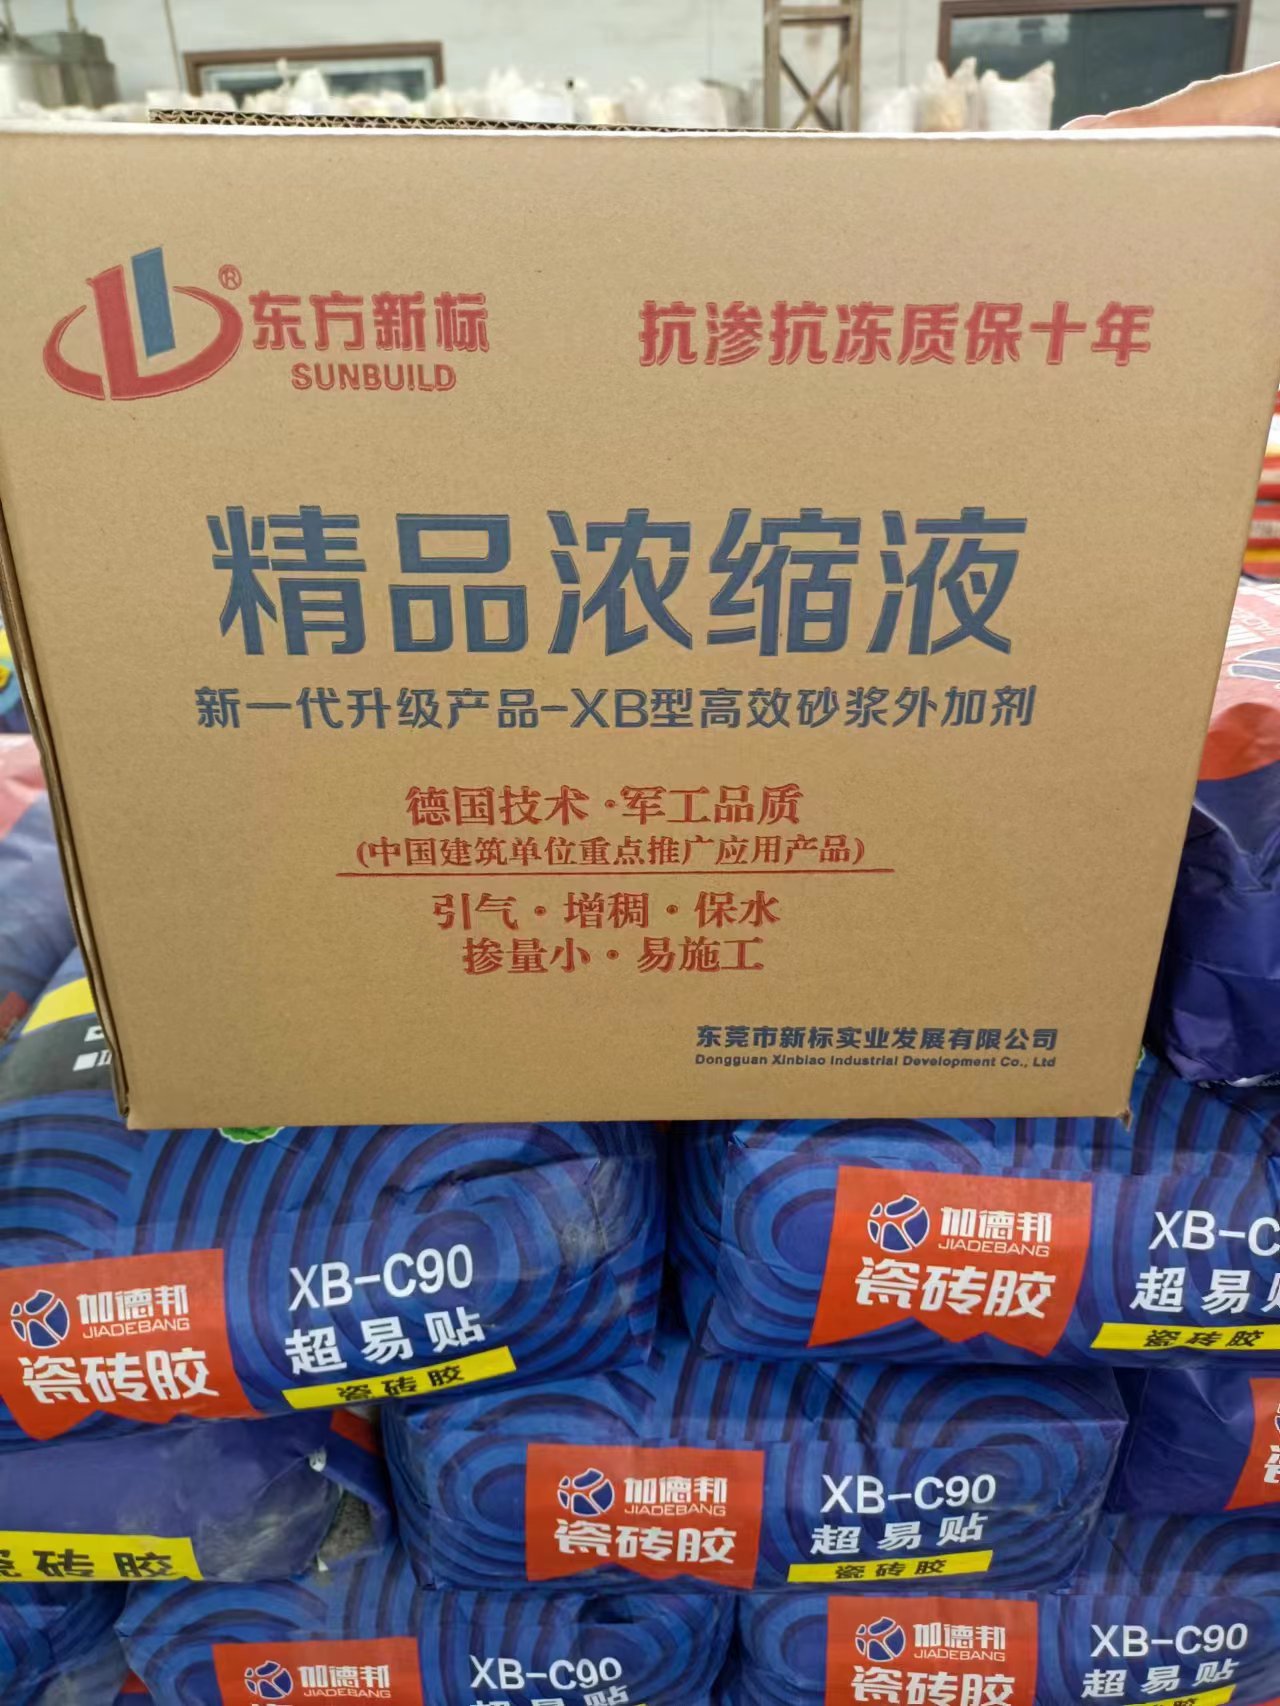 ®
东方新标
SUNBUILD
抗渗抗冻质保十年
精品浓缩液
新一代升级产品-XB型高效砂浆外加剂
德国技术·军工品质
(中国建筑单位重点推广应用产品)
引气·增稠·保水
掺量小·易施工
东莞市新标实业发展有限公司
Dongguan Xinbiao Industrial Development Co., Ltd
加德邦
JIADEBANG
瓷砖胶
XB-C90
超易贴
瓷砖胶
加德邦
JIADEBANG
瓷砖胶
XB-C
超易
瓷砖胶
加德邦
JIADEBANG
瓷砖胶
XB-C90
超易贴
瓷砖胶
瓷砖胶
加德邦
JIADEBANG
XB-C90
加德邦
JIADEBANG
瓷砖胶
XB-C90
超易贴